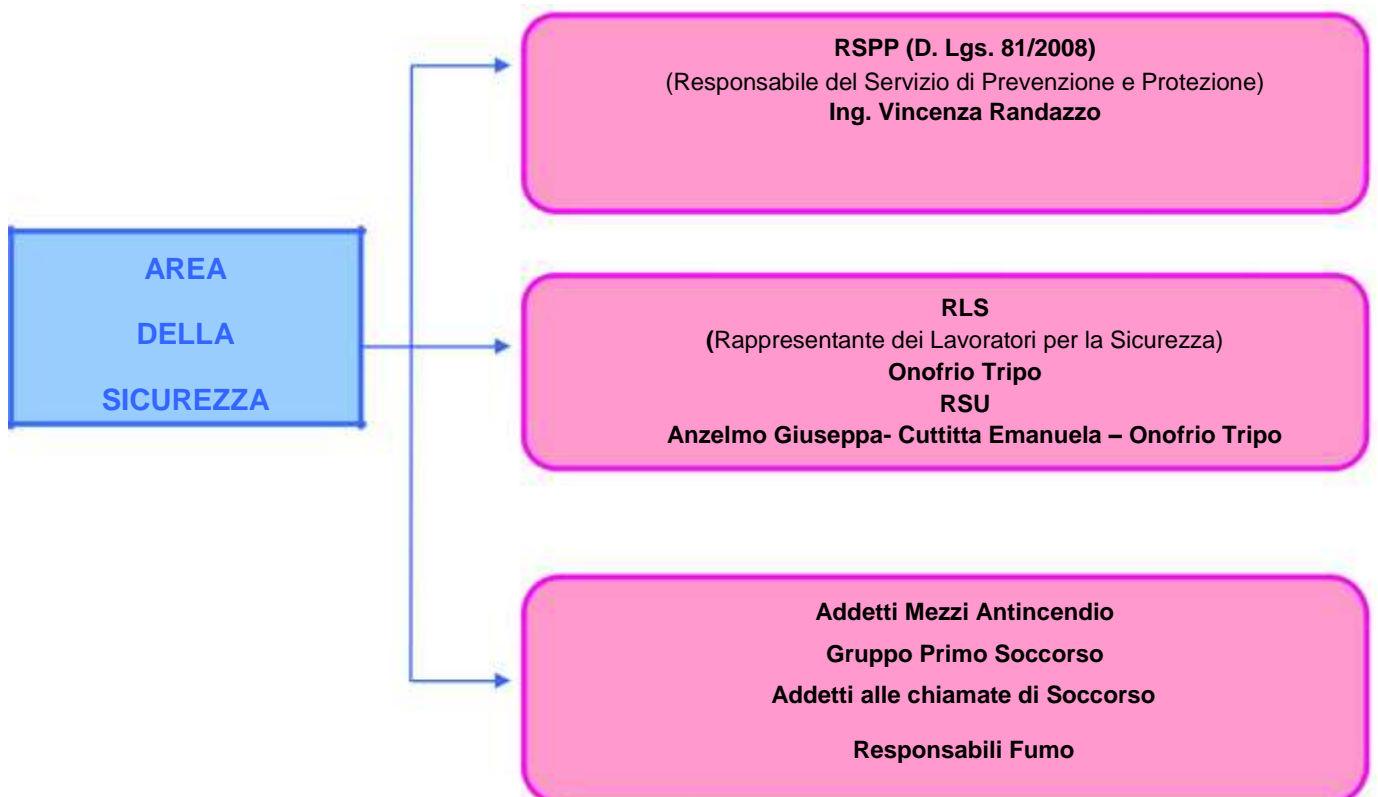 AREA
DELLA
SICUREZZA
RSPP (D. Lgs. 81/2008)
(Responsabile del Servizio di Prevenzione e Protezione)
Ing. Vincenza Randazzo
RLS
(Rappresentante dei Lavoratori per la Sicurezza)
Onofrio Tripo
RSU
Anzelmo Giuseppa- Cuttitta Emanuela – Onofrio Tripo
Addetti Mezzi Antincendio
Gruppo Primo Soccorso
Addetti alle chiamate di Soccorso
Responsabili Fumo